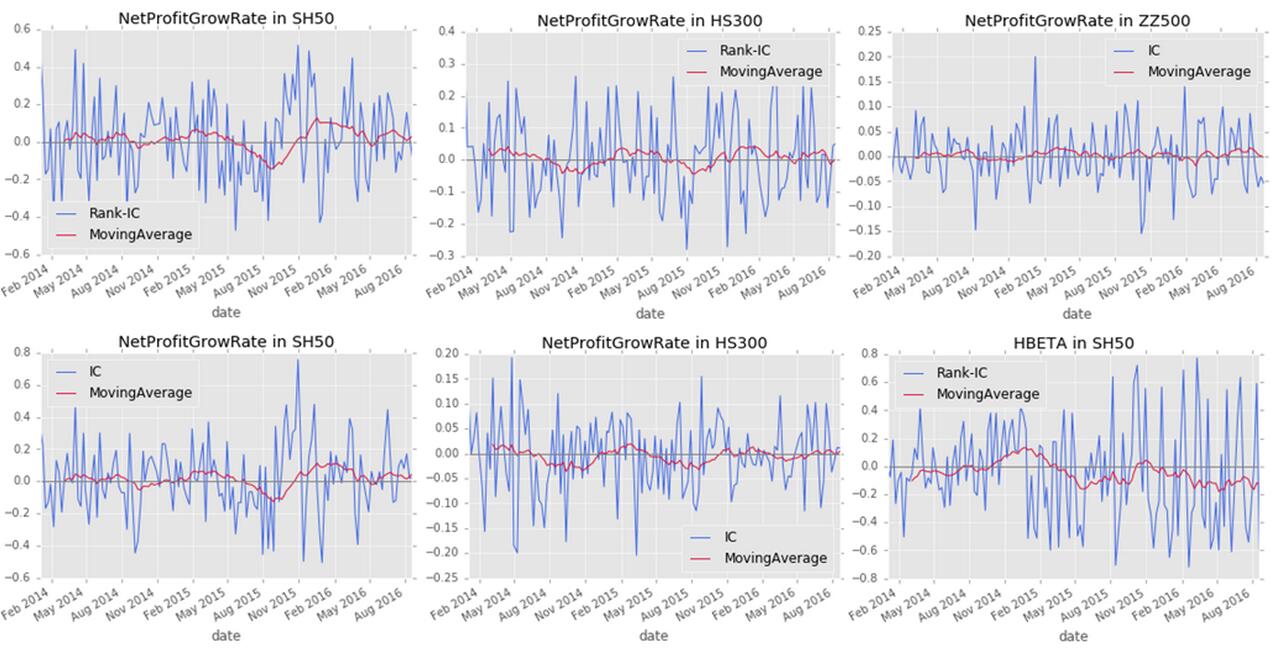 NetProfitGrowRate in SH50
0.6
0.4
0.2
0.0
−0.2
−0.4
−0.6
Rank-IC
MovingAverage
Feb 2014
May 2014
Aug 2014
Nov 2014
Feb 2015
May 2015
Aug 2015
Nov 2015
Feb 2016
May 2016
Aug 2016
date
NetProfitGrowRate in HS300
0.4
0.3
0.2
0.1
0.0
−0.1
−0.2
−0.3
Rank-IC
MovingAverage
Feb 2014
May 2014
Aug 2014
Nov 2014
Feb 2015
May 2015
Aug 2015
Nov 2015
Feb 2016
May 2016
Aug 2016
date
NetProfitGrowRate in ZZ500
0.25
0.20
0.15
0.10
0.05
0.00
−0.05
−0.10
−0.15
−0.20
IC
MovingAverage
Feb 2014
May 2014
Aug 2014
Nov 2014
Feb 2015
May 2015
Aug 2015
Nov 2015
Feb 2016
May 2016
Aug 2016
date
NetProfitGrowRate in SH50
0.8
0.6
0.4
0.2
0.0
−0.2
−0.4
−0.6
IC
MovingAverage
Feb 2014
May 2014
Aug 2014
Nov 2014
Feb 2015
May 2015
Aug 2015
Nov 2015
Feb 2016
May 2016
Aug 2016
date
NetProfitGrowRate in HS300
0.20
0.15
0.10
0.05
0.00
−0.05
−0.10
−0.15
−0.20
−0.25
IC
MovingAverage
Feb 2014
May 2014
Aug 2014
Nov 2014
Feb 2015
May 2015
Aug 2015
Nov 2015
Feb 2016
May 2016
Aug 2016
date
HBETA in SH50
0.8
0.6
0.4
0.2
0.0
−0.2
−0.4
−0.6
−0.8
Rank-IC
MovingAverage
Feb 2014
May 2014
Aug 2014
Nov 2014
Feb 2015
May 2015
Aug 2015
Nov 2015
Feb 2016
May 2016
Aug 2016
date